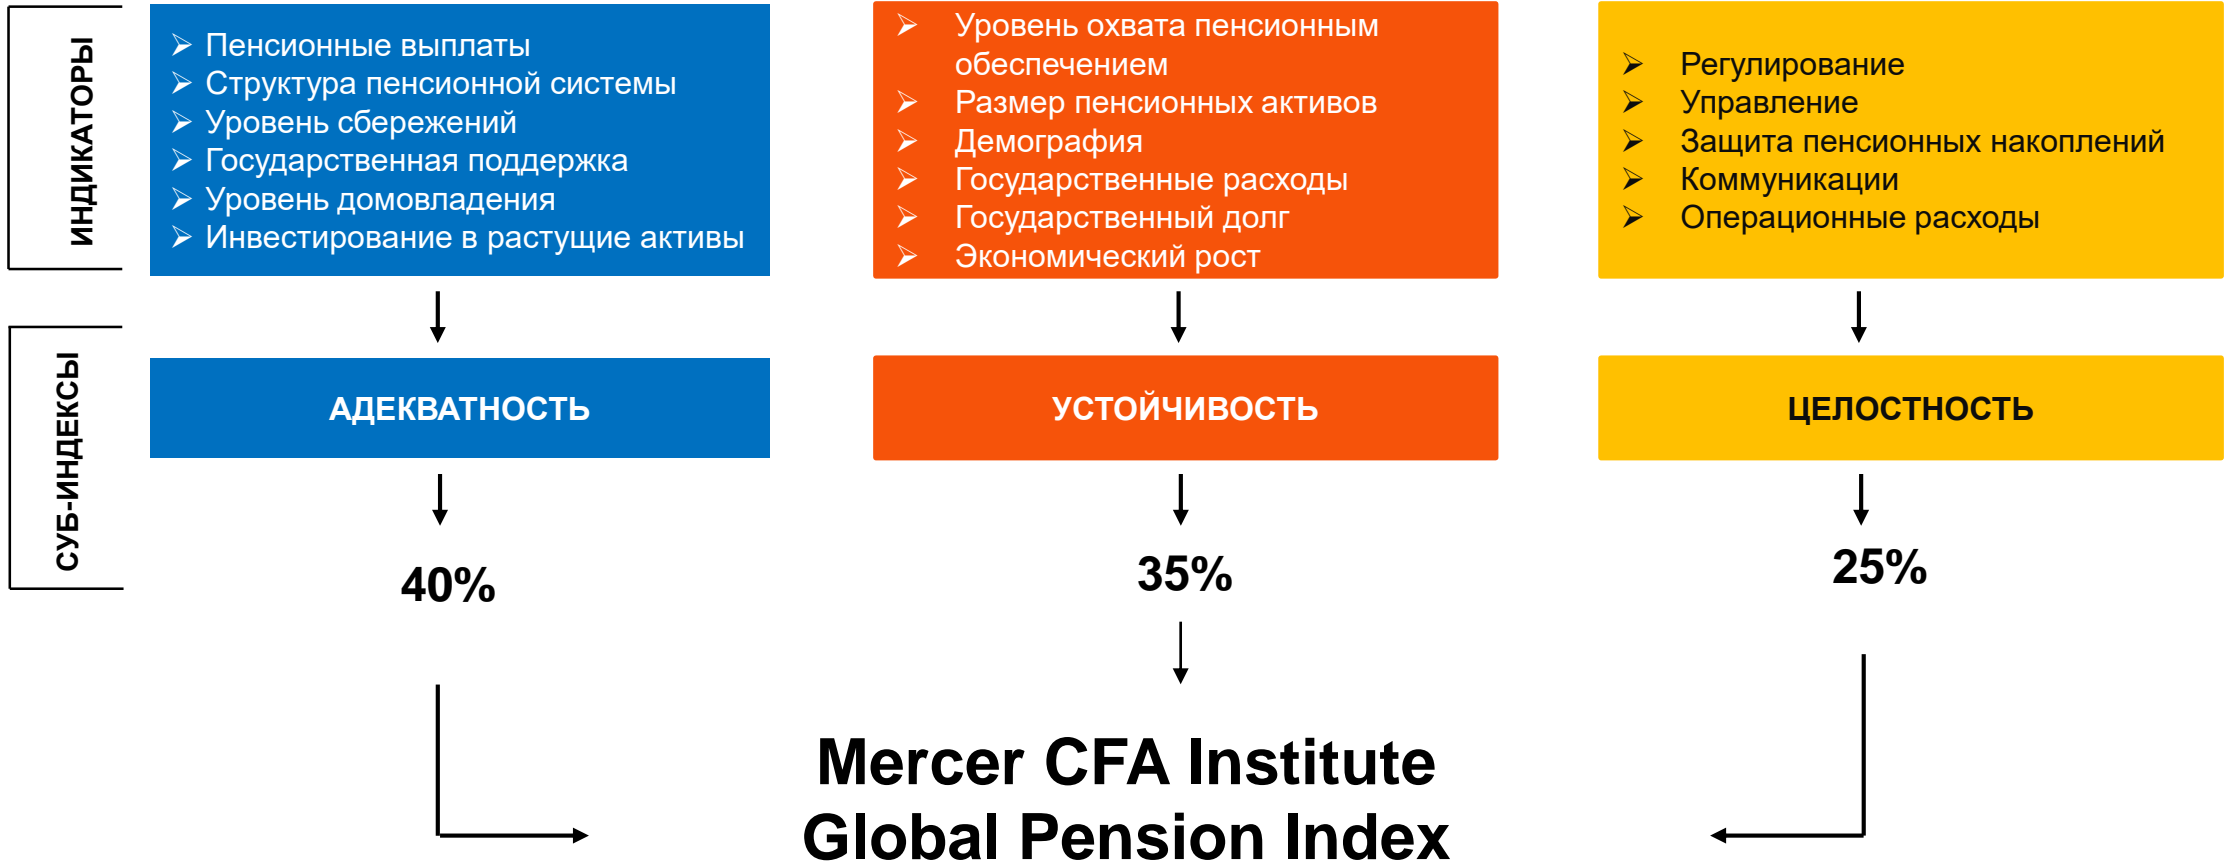 ИНДИКАТОРЫ
Пенсионные выплаты
Структура пенсионной системы
Уровень сбережений
Государственная поддержка
Уровень домовладения
Инвестирование в растущие активы
Уровень охвата пенсионным
обеспечением
Размер пенсионных активов
Демография
Государственные расходы
Государственный долг
Экономический рост
Регулирование
Управление
Защита пенсионных накоплений
Коммуникации
Операционные расходы
СУБ-ИНДЕКСЫ
АДЕКВАТНОСТЬ
УСТОЙЧИВОСТЬ
ЦЕЛОСТНОСТЬ
40%
35%
25%
Mercer CFA Institute
Global Pension Index